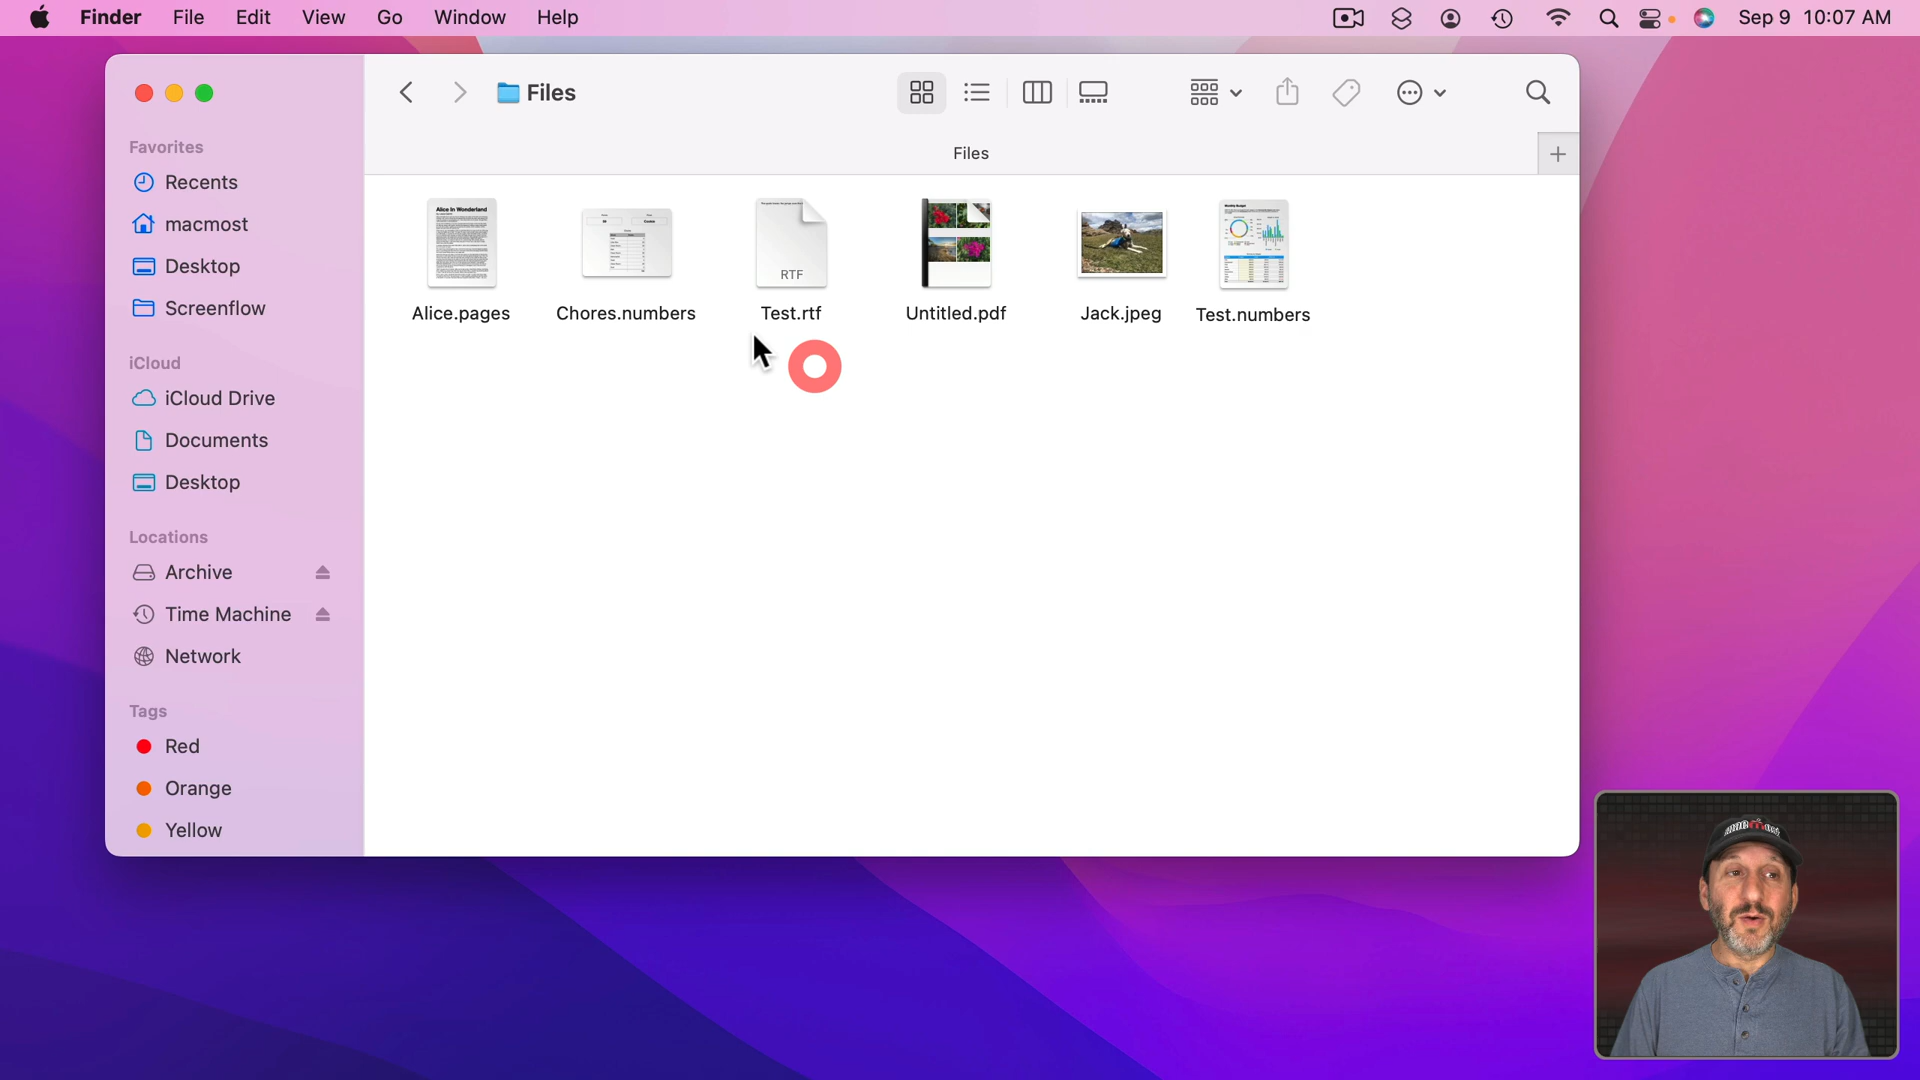 Finder File Edit View Go Window Help Sep 9 10:07 AM
Files
Files
Favorites
Recents
macmost
Desktop
Screenflow
iCloud
iCloud Drive
Documents
Desktop
Locations
Archive
Time Machine
Network
Tags
Red
Orange
Yellow
Alice In Wonderland
RTF
Monthly Budget
Alice.pages Chores.numbers Test.rtf Untitled.pdf Jack.jpeg Test.numbers